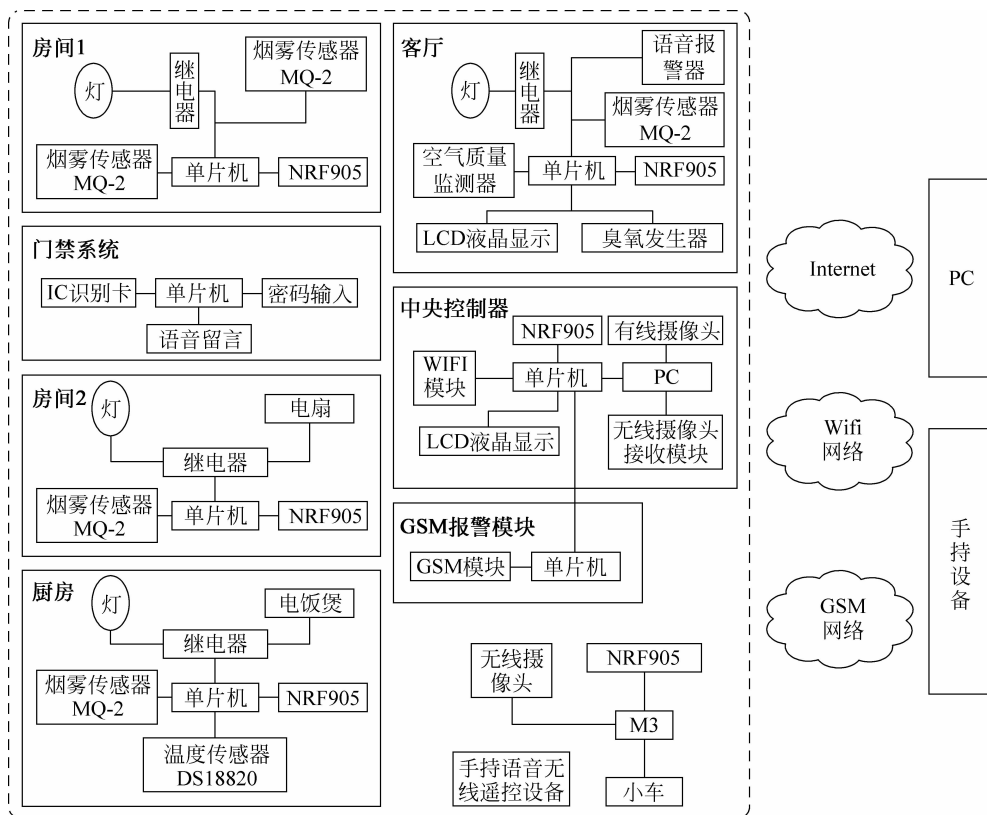 房间1
灯
继电器
烟雾传感器
MQ-2
烟雾传感器
MQ-2
单片机
NRF905
门禁系统
IC识别卡
单片机
密码输入
语音留言
房间2
灯
电扇
继电器
烟雾传感器
MQ-2
单片机
NRF905
厨房
灯
电饭煲
继电器
烟雾传感器
MQ-2
单片机
NRF905
温度传感器
DS18820
客厅
灯
继电器
语音报
警器
烟雾传感器
MQ-2
空气质量
监测器
单片机
NRF905
LCD液晶显示
臭氧发生器
中央控制器
NRF905
有线摄像头
WIFI
模块
单片机
PC
LCD液晶显示
无线摄像头
接收模块
GSM报警模块
GSM模块
单片机
无线摄
像头
NRF905
M3
手持语音无
线遥控设备
小车
Internet
Wifi
网络
GSM
网络
PC
手持设备